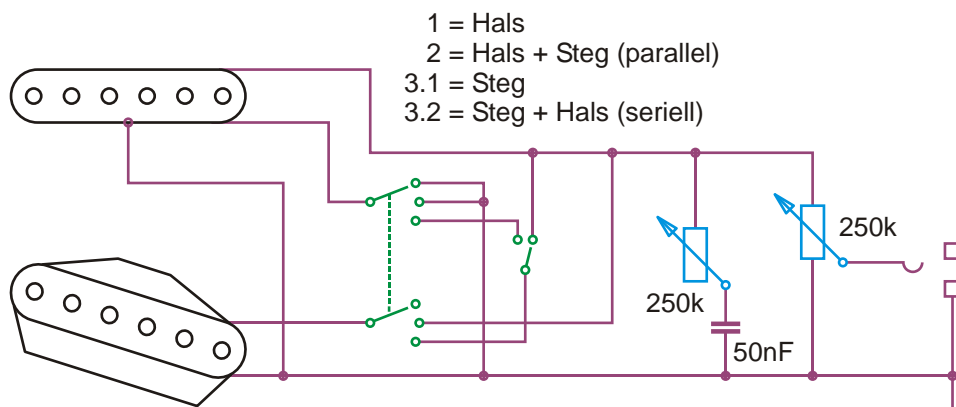 1 = Hals
2 = Hals + Steg (parallel)
3.1 = Steg
3.2 = Steg + Hals (seriell)
250k
250k
50nF